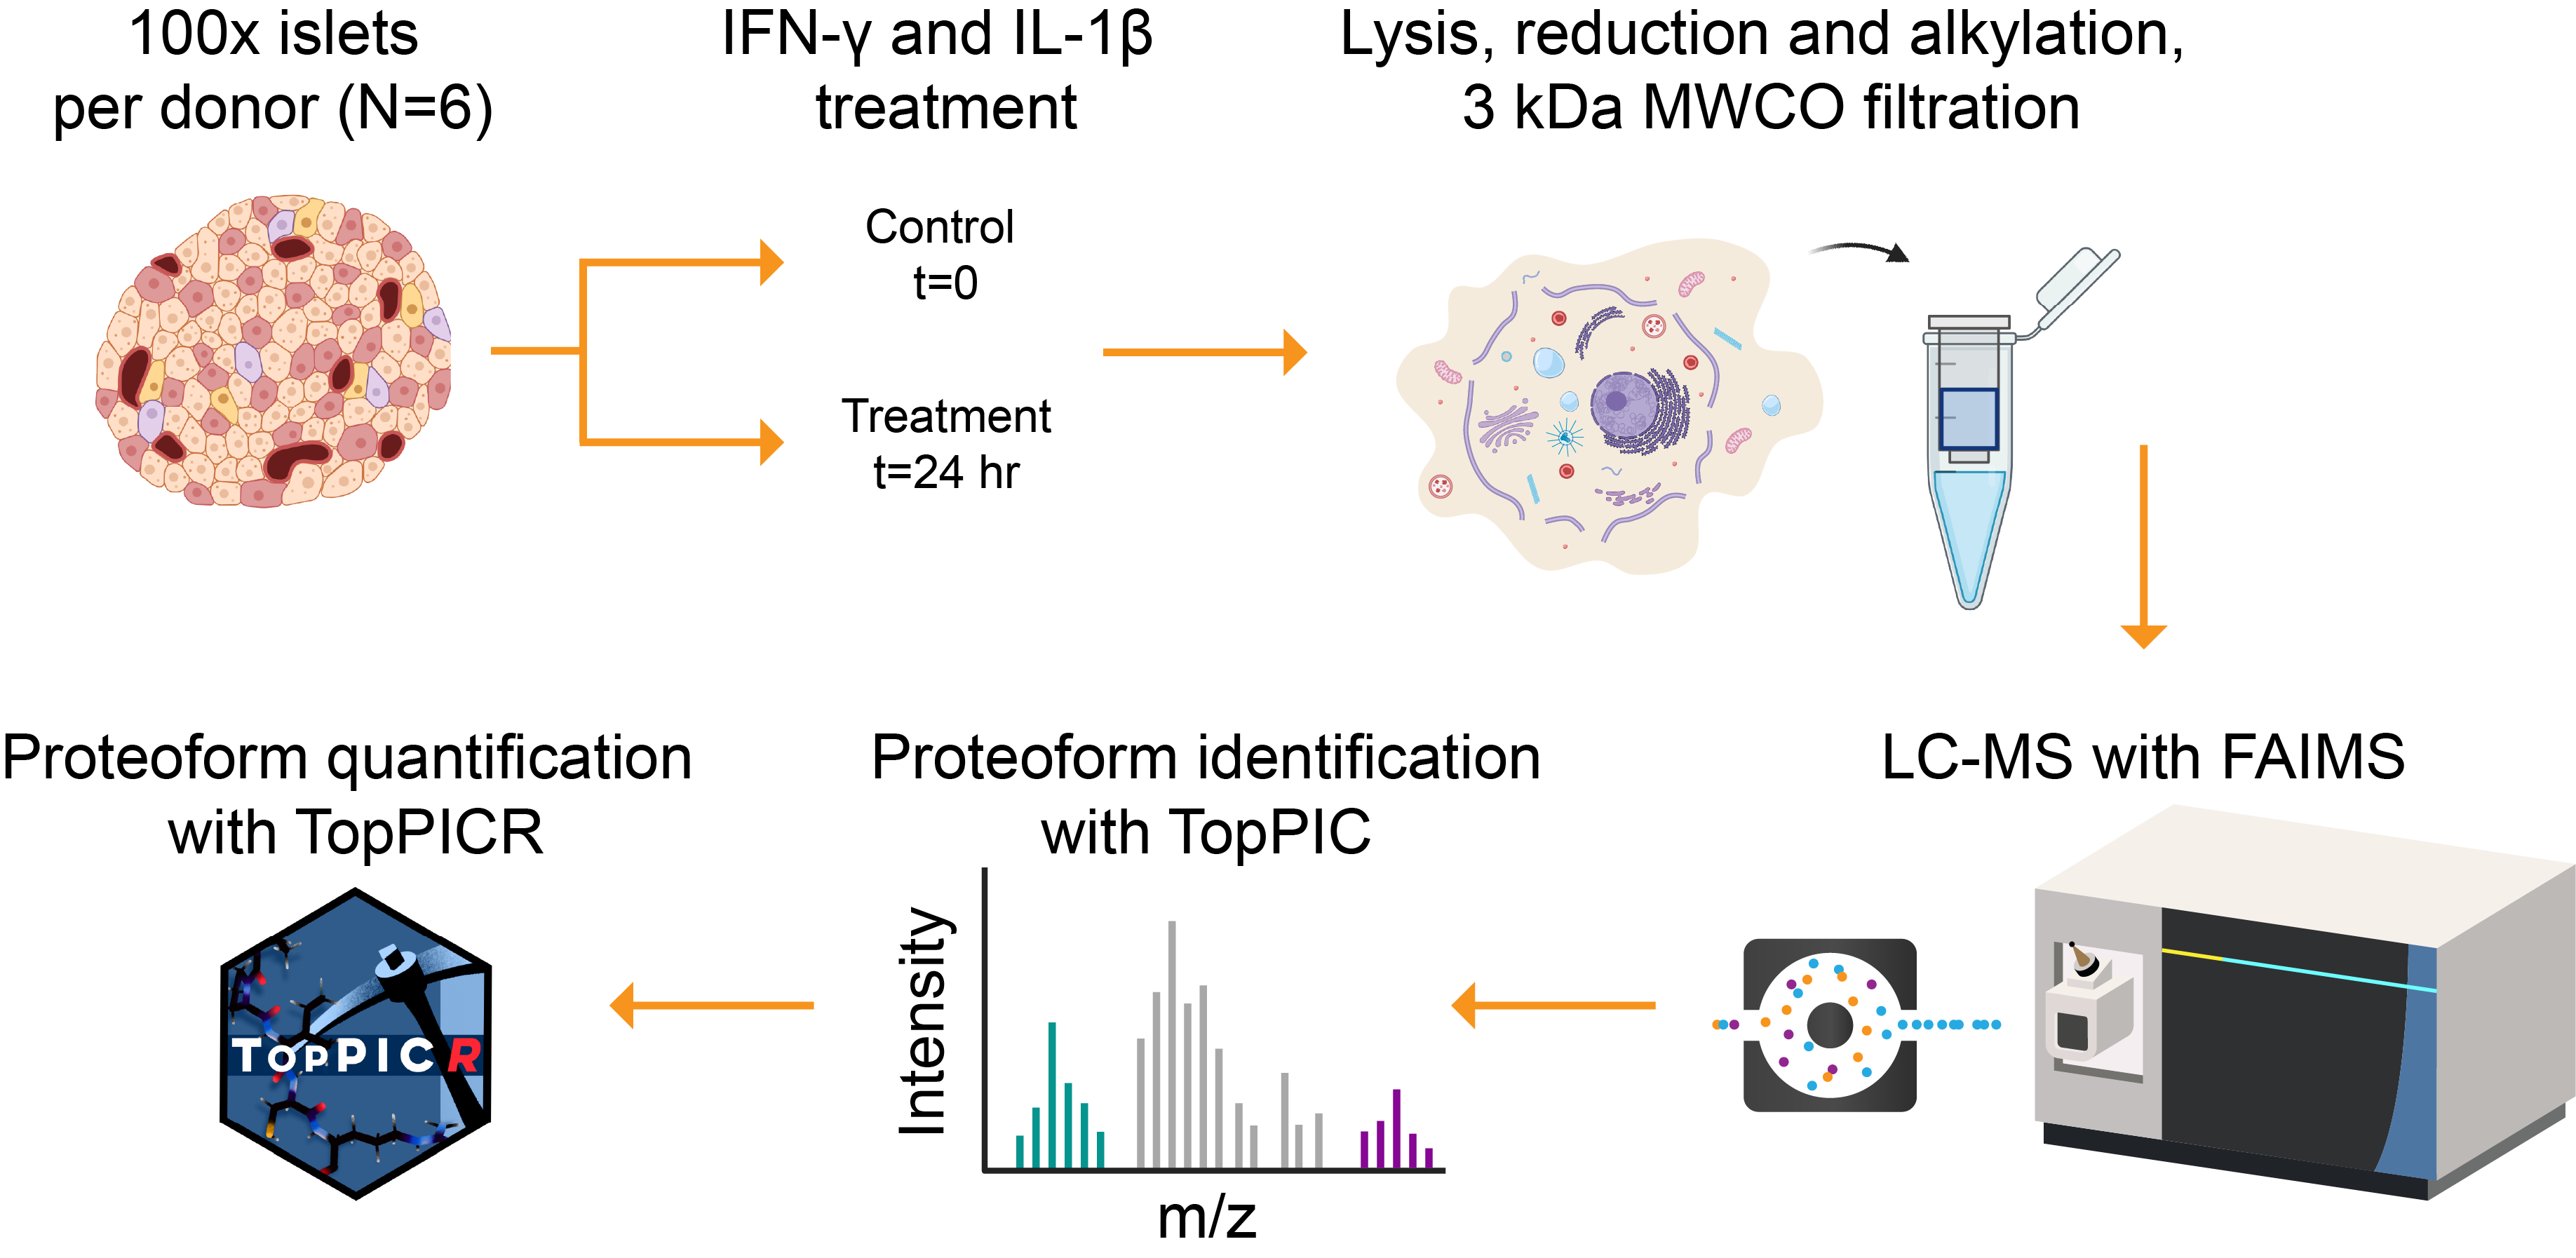 100x islets
per donor (N=6)
IFN-γ and IL-1β
treatment
Control
t=0
Treatment
t=24 hr
Lysis, reduction and alkylation,
3 kDa MWCO filtration
LC-MS with FAIMS
Proteoform identification
with TopPIC
Intensity
m/z
Proteoform quantification
with TopPICR
TOPPICR